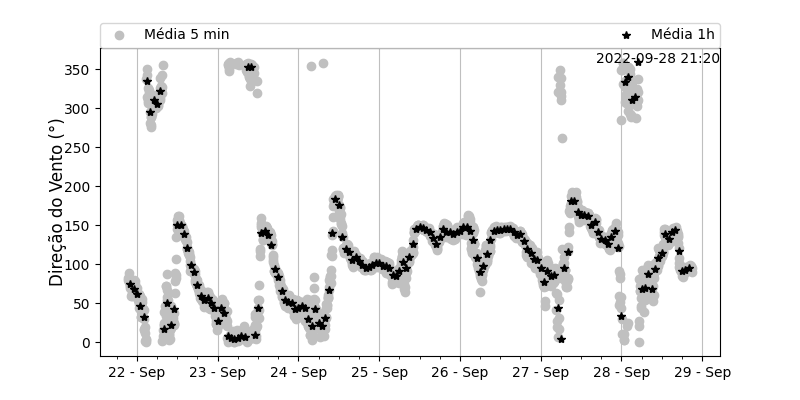 Média 5 min
Média 1h
2022-09-28 21:20
Direção do Vento (°)
350
300
250
200
150
100
50
0
22 - Sep
23 - Sep
24 - Sep
25 - Sep
26 - Sep
27 - Sep
28 - Sep
29 - Sep